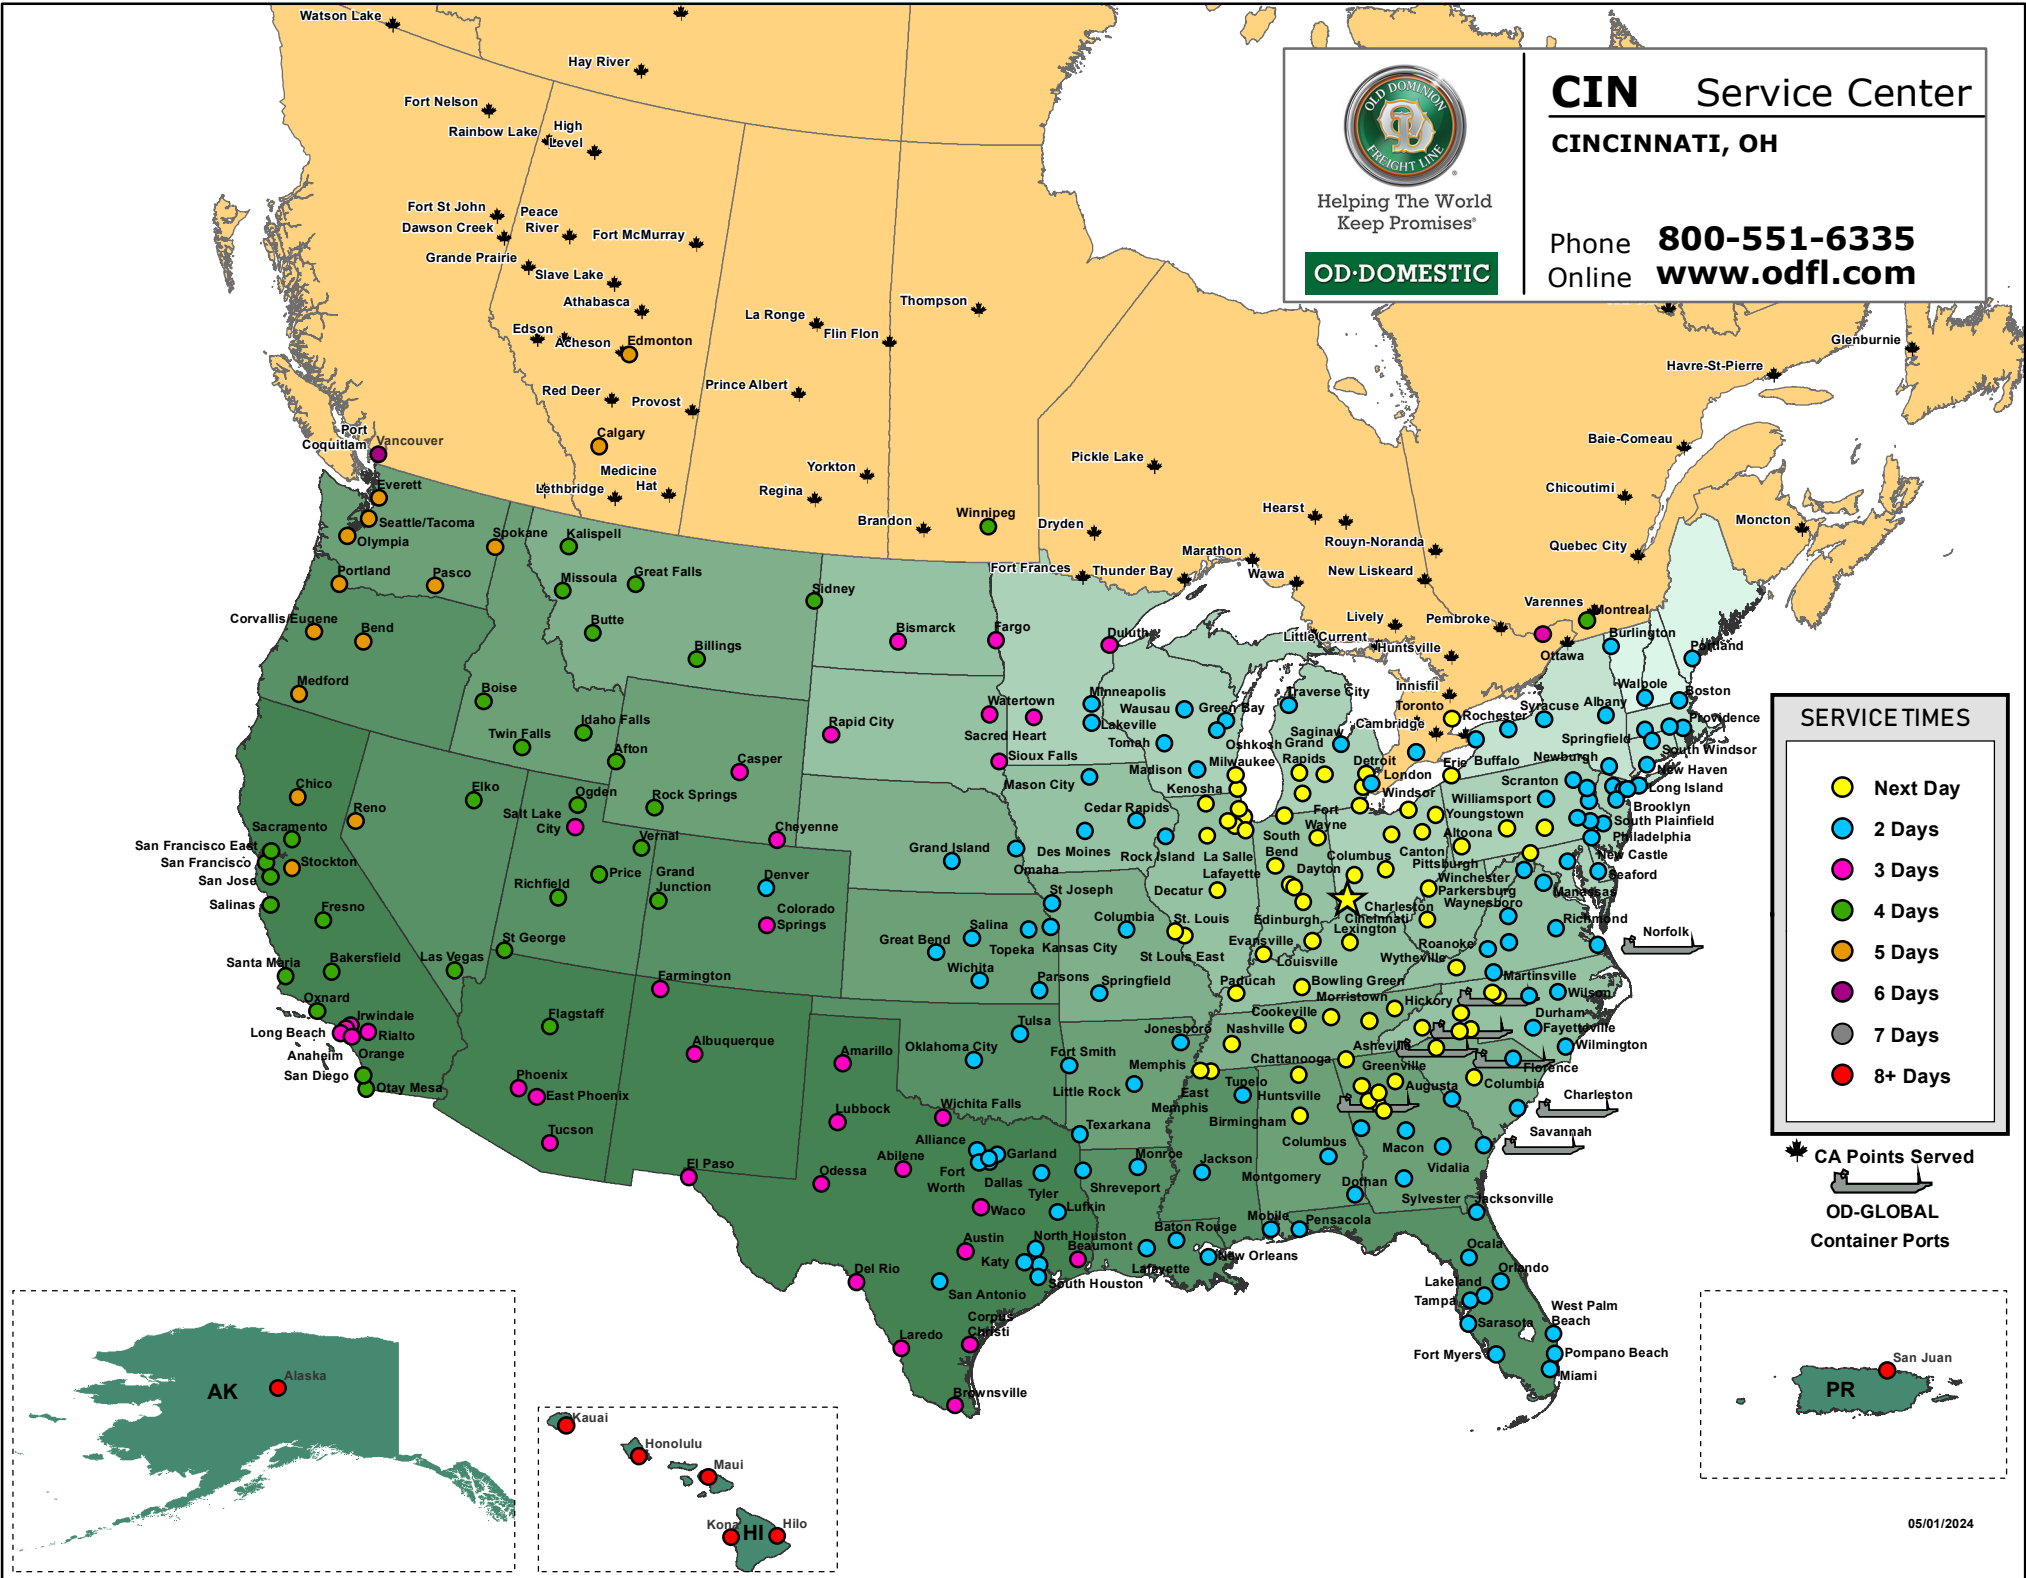 CIN Service Center
CINCINNATI, OH
Phone 800-551-6335
Online www.odfl.com
OLD DOMINION
FREIGHT LINE
Helping The World
Keep Promises®
OD·DOMESTIC
Watson Lake
Hay River
Fort Nelson
Rainbow Lake
High
Level
Fort St John
Dawson Creek
Peace
River
Fort McMurray
Grande Prairie
Slave Lake
Athabasca
Edson
Acheson
Edmonton
La Ronge
Flin Flon
Thompson
Red Deer
Provost
Prince Albert
Calgary
Port
Coquitlam
Vancouver
Medicine
Hat
Lethbridge
Yorkton
Regina
Brandon
Winnipeg
Dryden
Pickle Lake
Fort Frances
Thunder Bay
Marathon
Wawa
Hearst
Rouyn-Noranda
New Liskeard
Lively
Little Current
Pembroke
Huntsville
Ottawa
Varennes
Montreal
Innisfil
Toronto
Cambridge
London
Windsor
Glenburnie
Havre-St-Pierre
Baie-Comeau
Chicoutimi
Quebec City
Moncton
Everett
Seattle/Tacoma
Olympia
Spokane
Portland
Pasco
Corvallis/Eugene
Bend
Medford
Kalispell
Missoula
Great Falls
Butte
Billings
Sidney
Boise
Idaho Falls
Twin Falls
Afton
Casper
Rock Springs
Cheyenne
Bismarck
Fargo
Duluth
Rapid City
Watertown
Sacred Heart
Sioux Falls
Minneapolis
Lakeville
Wausau
Green Bay
Tomah
Oshkosh
Madison
Milwaukee
Kenosha
Traverse City
Saginaw
Grand
Rapids
Detroit
Mason City
Cedar Rapids
Des Moines
Rock Island
La Salle
Grand Island
Omaha
South
Bend
Fort
Wayne
Lafayette
Decatur
Erie
Buffalo
Rochester
Syracuse
Albany
Burlington
Portland
Walpole
Boston
Providence
Springfield
South Windsor
New Haven
Newburgh
Long Island
Brooklyn
South Plainfield
Philadelphia
New Castle
Seaford
Scranton
Williamsport
Youngstown
Altoona
Canton
Pittsburgh
Columbus
Dayton
Winchester
Parkersburg
Waynesboro
Manassas
Richmond
Norfolk
Roanoke
Wytheville
Martinsville
Charleston
Cincinnati
Lexington
Edinburgh
Evansville
Louisville
Paducah
Bowling Green
Morristown
Hickory
Wilson
Durham
Fayetteville
Wilmington
Florence
Cookeville
Nashville
Chattanooga
Asheville
Greenville
Augusta
Columbia
Charleston
Savannah
Jonesboro
Memphis
East
Memphis
Tupelo
Huntsville
Birmingham
Columbus
Macon
Vidalia
Montgomery
Dothan
Sylvester
Jacksonville
Mobile
Pensacola
Ocala
Orlando
Lakeland
Tampa
Sarasota
Fort Myers
West Palm
Beach
Pompano Beach
Miami
Chico
Reno
Sacramento
San Francisco East
San Francisco
San Jose
Stockton
Salinas
Fresno
Santa Maria
Bakersfield
Oxnard
Irwindale
Long Beach
Rialto
Anaheim
Orange
San Diego
Otay Mesa
Las Vegas
Elko
Ogden
Salt Lake
City
Vernal
Price
Richfield
St George
Grand
Junction
Denver
Colorado
Springs
Farmington
Flagstaff
Albuquerque
Phoenix
East Phoenix
Tucson
El Paso
St Joseph
Salina
Topeka
Kansas City
Columbia
St. Louis
St Louis East
Great Bend
Wichita
Parsons
Springfield
Tulsa
Oklahoma City
Fort Smith
Little Rock
Texarkana
Monroe
Jackson
Shreveport
Amarillo
Lubbock
Wichita Falls
Alliance
Abilene
Garland
Fort
Worth
Dallas
Tyler
Odessa
Waco
Lufkin
Austin
North Houston
Katy
Beaumont
South Houston
San Antonio
Del Rio
Laredo
Corpus
Christi
Brownsville
Baton Rouge
Lafayette
New Orleans
SERVICE TIMES
Next Day
2 Days
3 Days
4 Days
5 Days
6 Days
7 Days
8+ Days
CA Points Served
OD-GLOBAL
Container Ports
AK
Alaska
Kauai
Honolulu
Maui
Kona
HI
Hilo
San Juan
PR
05/01/2024